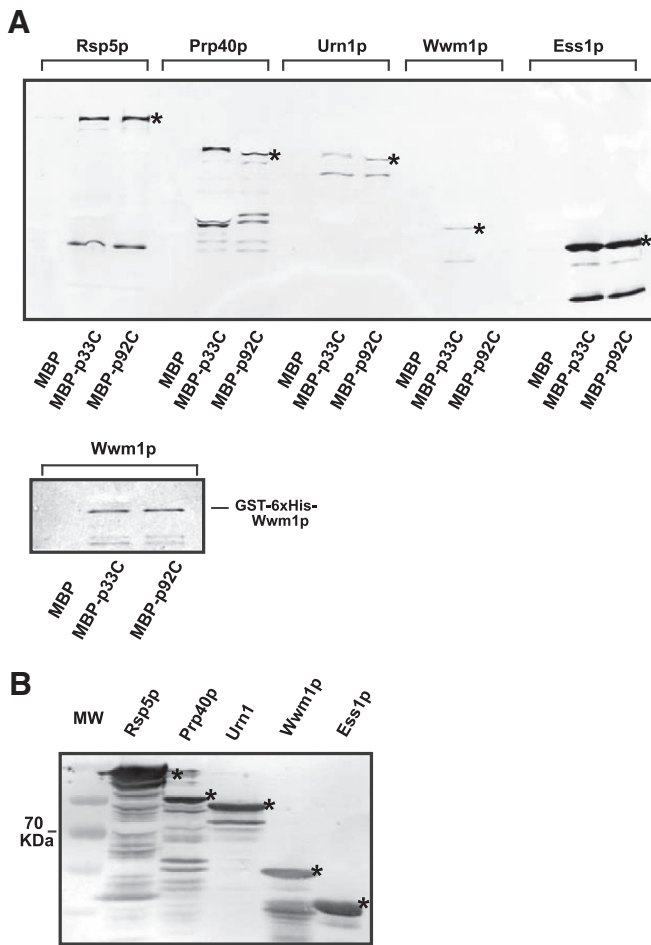 A
Rsp5p Prp40p Urn1p Wwm1p Ess1p
* * * * *
MBP MBP-p33C MBP-p92C MBP MBP-p33C MBP-p92C MBP MBP-p33C MBP-p92C MBP MBP-p33C MBP-p92C MBP MBP-p33C MBP-p92C
Wwm1p
GST-6xHis-
Wwm1p
MBP MBP-p33C MBP-p92C
B
MW Rsp5p Prp40p Urn1 Wwm1p Ess1p
* * * * *
70
KDa